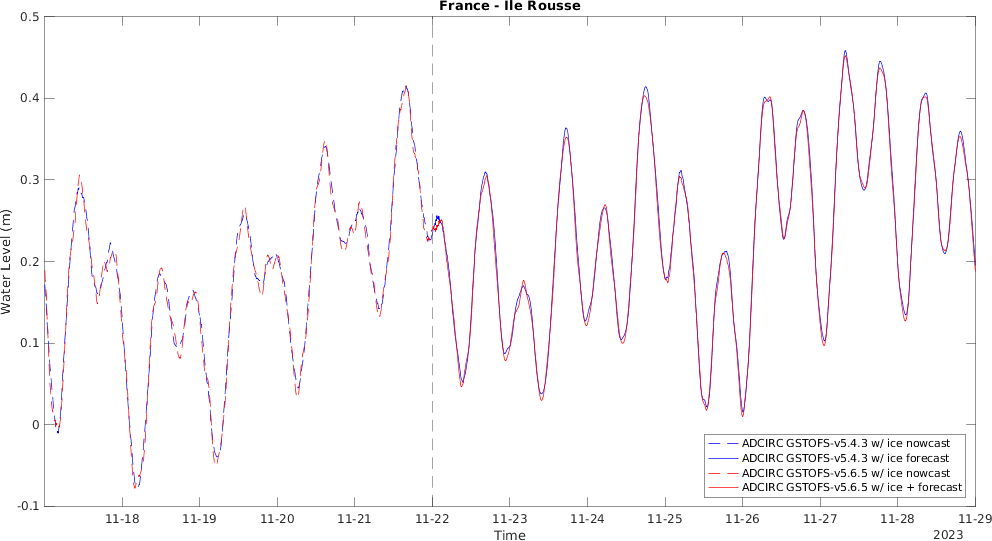 France - Ile Rousse
0.5
0.4
0.3
0.2
0.1
0
-0.1
Water Level (m)
ADCIRC GSTOFS-v5.4.3 w/ ice nowcast
ADCIRC GSTOFS-v5.4.3 w/ ice forecast
ADCIRC GSTOFS-v5.6.5 w/ ice nowcast
ADCIRC GSTOFS-v5.6.5 w/ ice + forecast
11-18 11-19 11-20 11-21 11-22 11-23 11-24 11-25 11-26 11-27 11-28 11-29
Time
2023